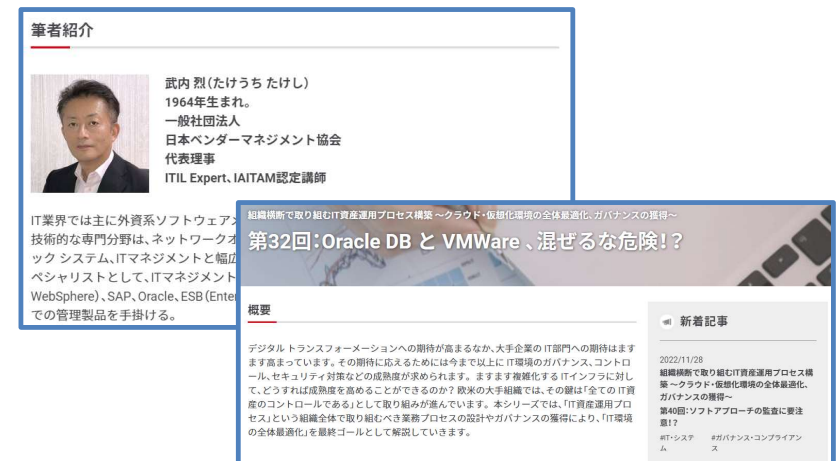 筆者紹介
武内 烈(たけうち たけし)
1964年生まれ。
一般社団法人
日本ベンダーマネジメント協会
代表理事
ITIL Expert、IAITAM認定講師
IT業界では主に外資系ソフトウェア
技術的な専門分野は、ネットワークオ
ック システム、ITマネジメントと幅広
ペシャリストとして、ITマネジメント
WebSphere)、SAP、Oracle、ESB(Enter
での管理製品を手掛ける。
組織横断で取り組むIT資産運用プロセス構築 ~クラウド・仮想化環境の全体最適化、ガバナンスの獲得~
第32回:Oracle DB と VMWare 、混ぜるな危険!?
概要
デジタル トランスフォーメーションへの期待が高まるなか、大手企業の IT部門への期待はます
ます高まっています。その期待に応えるためには今まで以上に IT環境のガバナンス、コントロ
ール、セキュリティ対策などの成熟度が求められます。ますます複雑化する ITインフラに対し
て、どうすれば成熟度を高めることができるのか? 欧米の大手組織では、その鍵は「全ての IT資
産のコントロールである」として取り組みが進んでいます。本シリーズでは、「IT資産運用プロ
セス」という組織全体で取り組むべき業務プロセスの設計やガバナンスの獲得により、「IT環境
の全体最適化」を最終ゴールとして解説していきます。
新着記事
2022/11/28
組織横断で取り組むIT資産運用プロセス構
築 ~クラウド・仮想化環境の全体最適化、
ガバナンスの獲得~
第40回:ソフトアプローチの監査に要注
意!?
#IT・システ #ガバナンス・コンプライアン
ム ス